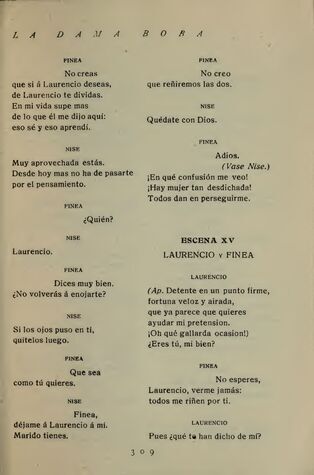 LA DAMA BOBA
FINEA
No creas
que si á Laurencio deseas,
de Laurencio te dividas.
En mi vida supe mas
de lo que él me dijo aquí:
eso sé y eso aprendí.
NISE
Muy aprovechada estás.
Desde hoy mas no ha de pasarte
por el pensamiento.
FINEA
¿Quién?
NISE
Laurencio.
FINEA
Dices muy bien.
¿No volverás á enojarte?
NISE
Si los ojos puso en ti,
quítelos luego.
FINEA
Que sea
como tú quieres.
NISE
Finea,
déjame á Laurencio á mi.
Marido tienes.
FINEA
No creo
que reñiremos las dos.
NISE
Quédate con Dios.
FINEA
Adios.
(Vase Nise.)
¡En qué confusión me veo!
¡Hay mujer tan desdichada!
Todos dan en perseguirme.
ESCENA XV
LAURENCIO Y FINEA
LAURENCIO
(Ap. Detente en un punto firme,
fortuna veloz y airada,
que ya parece que quieres
ayudar mi pretension.
¡Oh qué gallarda ocasion!)
¿Eres tú, mi bien?
FINEA
No esperes,
Laurencio, verme jamás:
todos me riñen por ti.
LAURENCIO
Pues ¿qué te han dicho de mí?
309